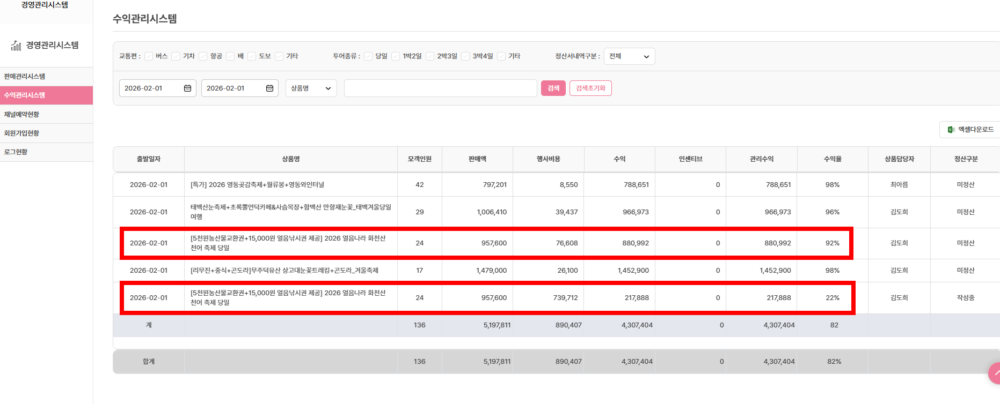 경영관리시스템
경영관리시스템
판매관리시스템
수익관리시스템
채널예약현황
회원가입현황
로그현황
수익관리시스템
교통편 : 버스 기차 항공 배 도보 기타 투어종류 : 당일 1박2일 2박3일 3박4일 기타 정산서내역구분 : 전체
2026-02-01 2026-02-01 상품명 검색 검색초기화
엑셀다운로드
출발일자 상품명 모객인원 판매액 행사비용 수익 인센티브 관리수익 수익율 상품담당자 정산구분
2026-02-01 [특가] 2026 영동곶감축제+월류봉+영동와인터널 42 797,201 8,550 788,651 0 788,651 98% 최아름 미정산
2026-02-01 태백산눈축제+초록뿔언덕카페&사슴목장+함백산 만항재눈꽃_태백겨울당일
여행 29 1,006,410 39,437 966,973 0 966,973 96% 김도희 미정산
2026-02-01 [5천원농산물교환권+15,000원 얼음낚시권 제공] 2026 얼음나라 화천산
천어 축제 당일 24 957,600 76,608 880,992 0 880,992 92% 김도희 미정산
2026-02-01 [리무진+중식+곤도라]무주덕유산 상고대눈꽃트레킹+곤도라_겨울축제 17 1,479,000 26,100 1,452,900 0 1,452,900 98% 김도희 미정산
2026-02-01 [5천원농산물교환권+15,000원 얼음낚시권 제공] 2026 얼음나라 화천산
천어 축제 당일 24 957,600 739,712 217,888 0 217,888 22% 김도희 작성중
계 136 5,197,811 890,407 4,307,404 0 4,307,404 82
합계 136 5,197,811 890,407 4,307,404 0 4,307,404 82%